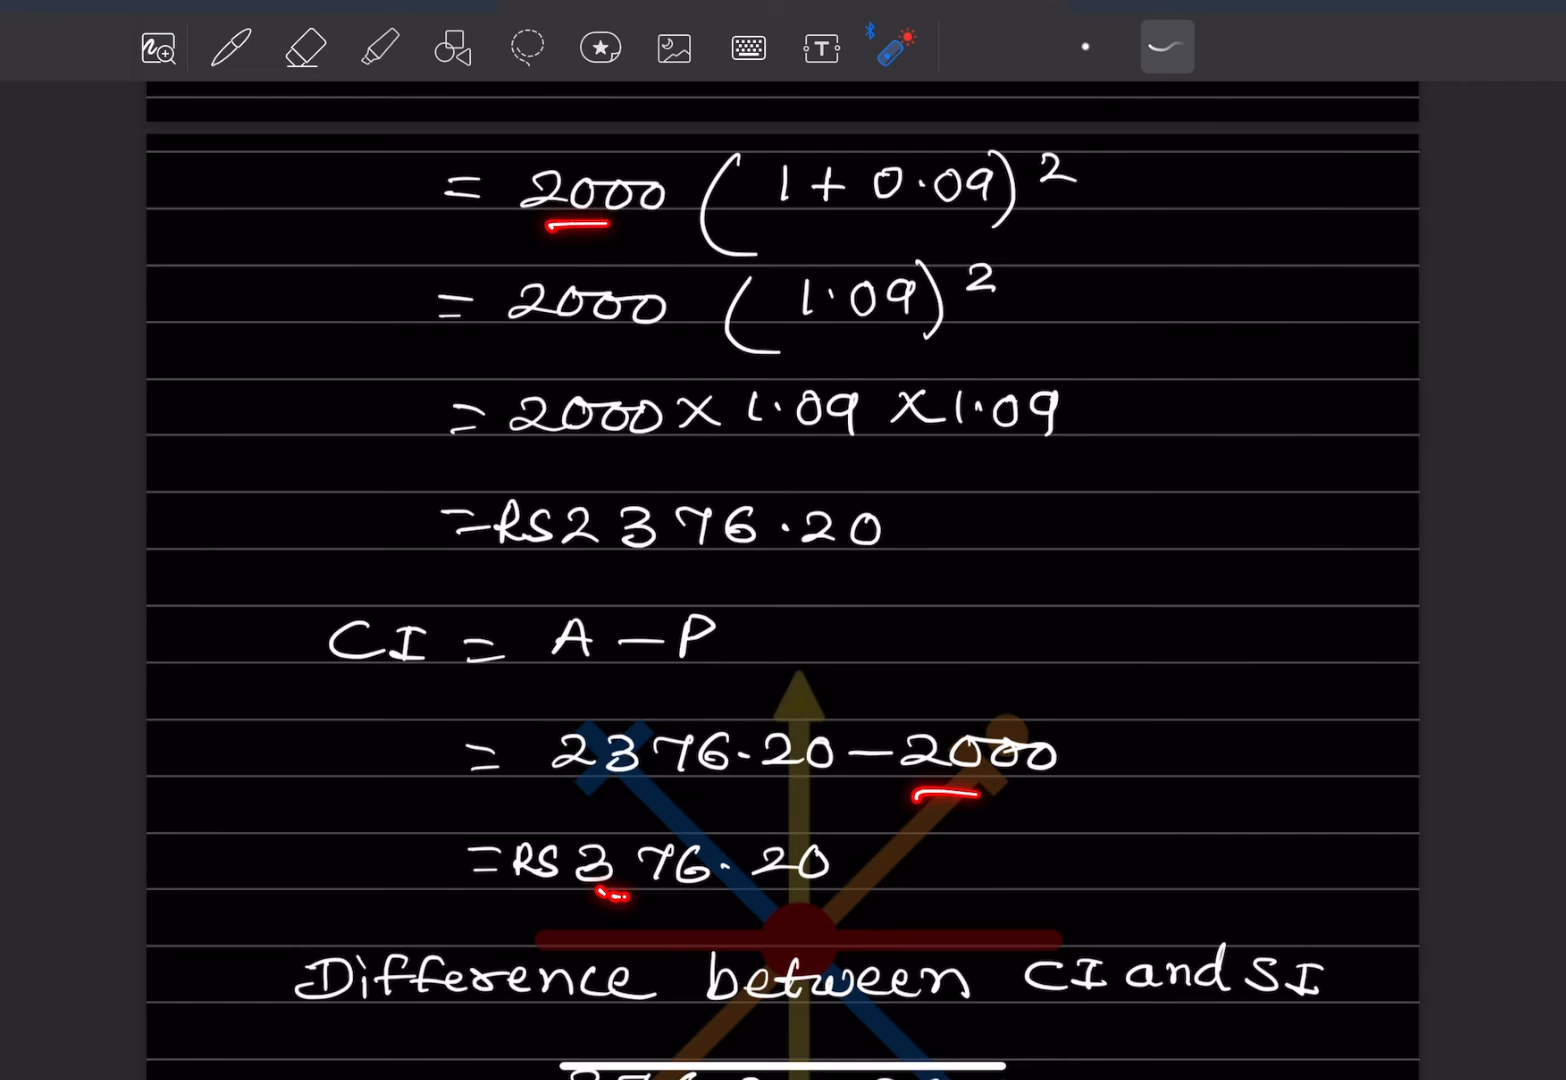 = 2000 (1 + 0.09)²
= 2000 (1.09)²
= 2000 × 1.09 × 1.09
= RS 2376.20
CI = A – P
= 2376.20 – 2000
= RS 376.20
Difference between CI and SI